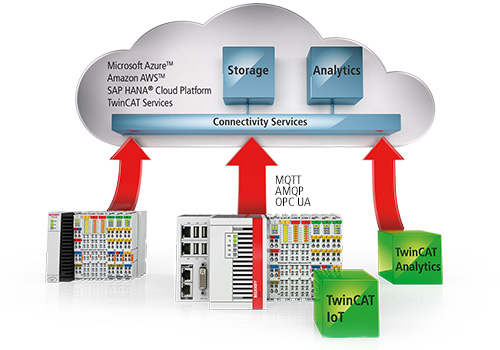 Microsoft Azure™
Amazon AWS™
SAP HANA® Cloud Platform
TwinCAT Services
Storage
Analytics
Connectivity Services
MQTT
AMQP
OPC UA
TwinCAT
Analytics
TwinCAT
IoT